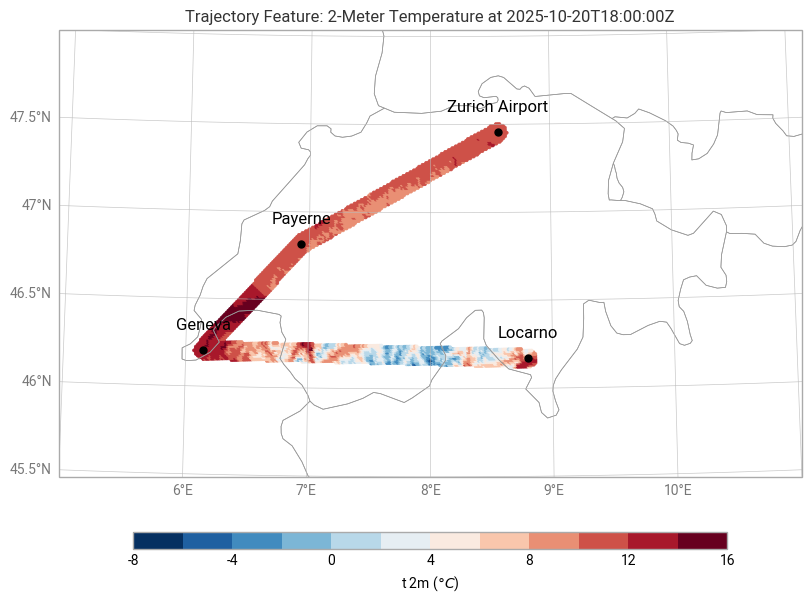 Trajectory Feature: 2-Meter Temperature at 2025-10-20T18:00:00Z
47.5°N
Zurich Airport
47°N
Payerne
46.5°N
Geneva
Locarno
46°N
45.5°N
6°E 7°E 8°E 9°E 10°E
-8 -4 0 4 8 12 16
t 2m (°C)